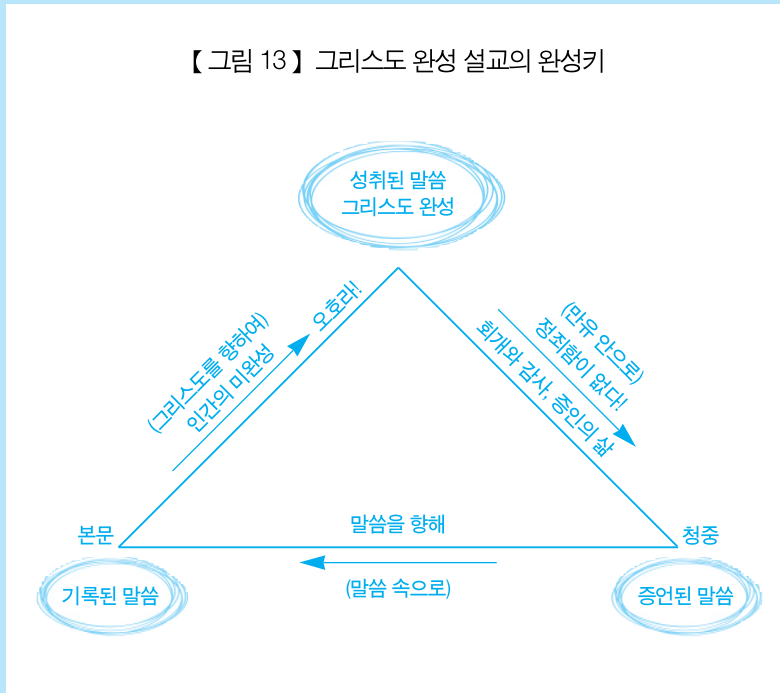 【 그림 13 】 그리스도 완성 설교의 완성키
성취된 말씀
그리스도 완성
(그리스도를 향하여)
인간의 미완성
오호라!
(만유 안으로)
정죄함이 없다!
회개와 감사, 증인의 삶
본문
말씀을 향해
청중
기록된 말씀
(말씀 속으로)
증언된 말씀